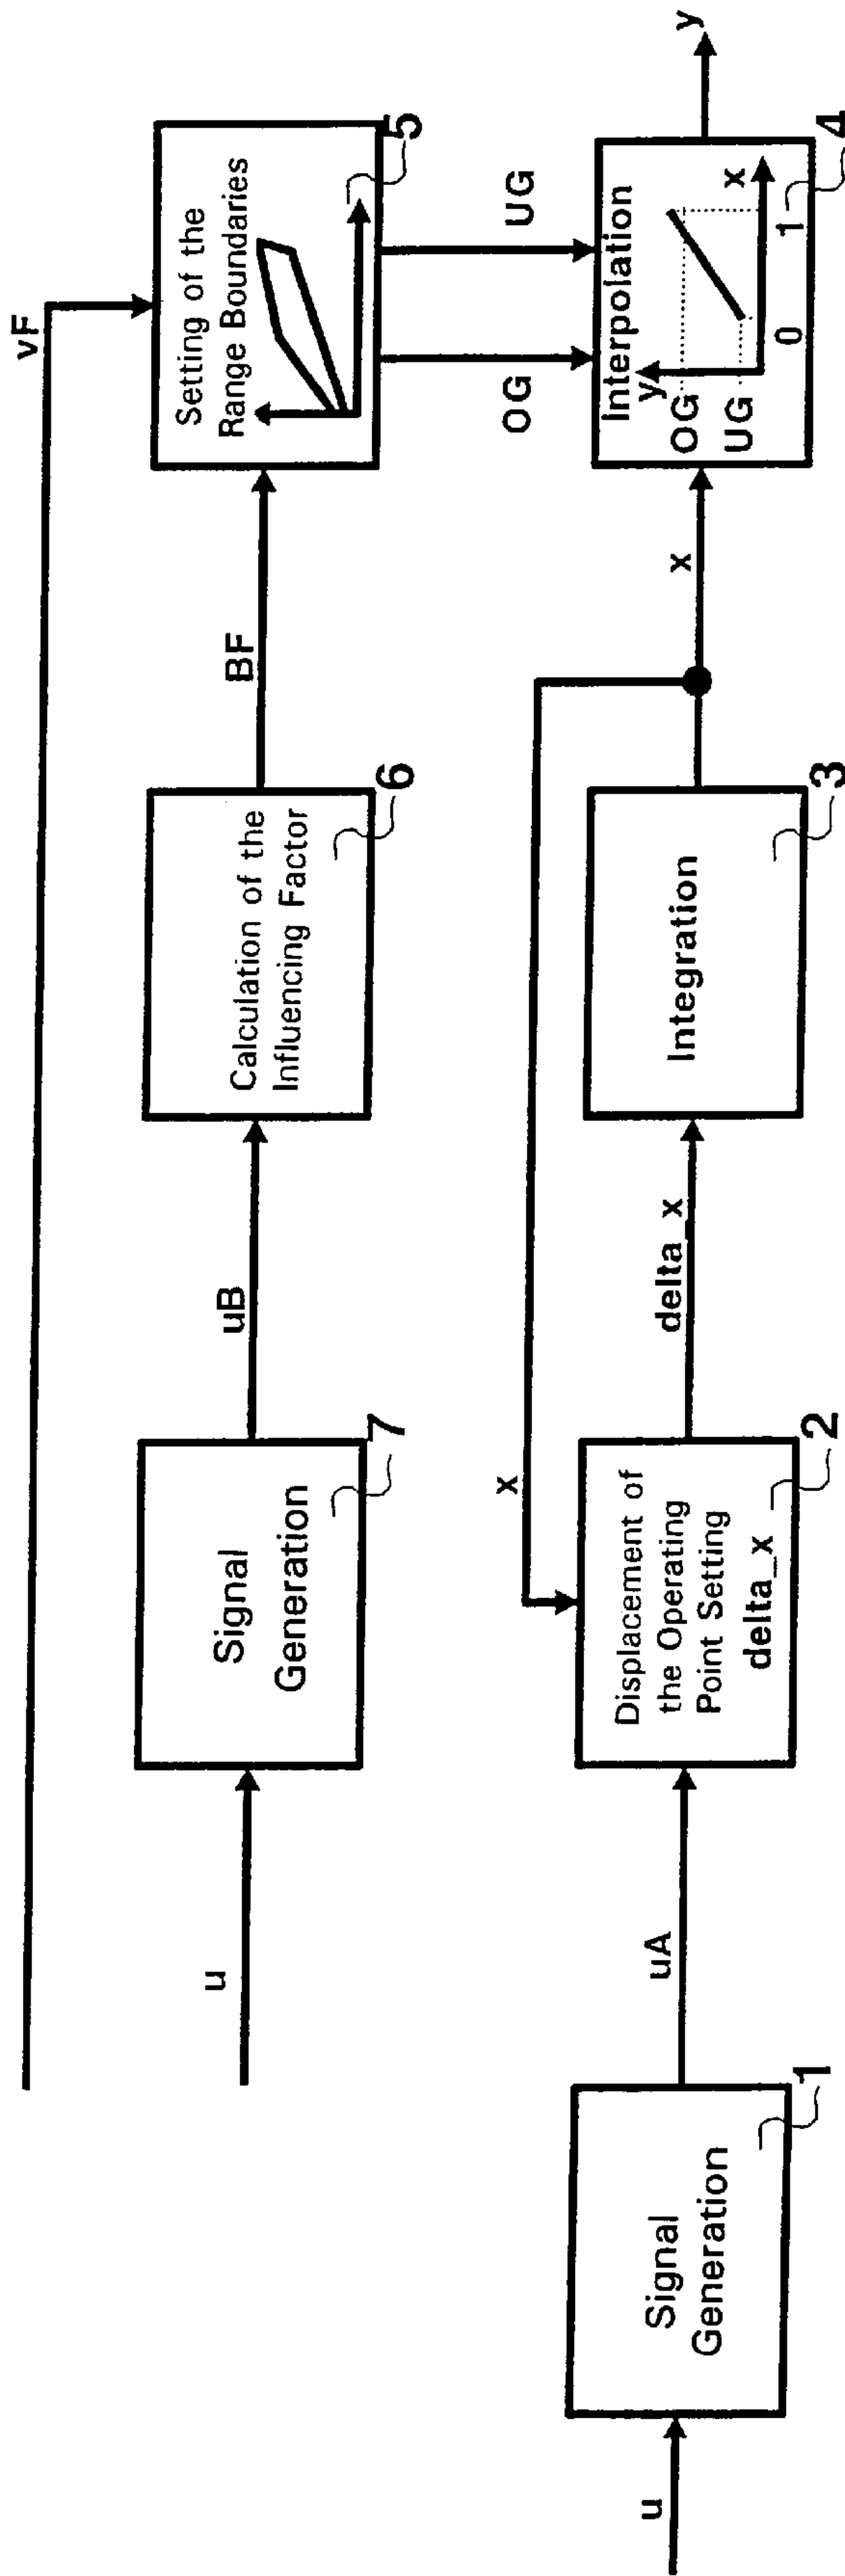 vF
u
Signal
Generation
7
uB
Calculation of the
Influencing Factor
6
BF
Setting of the
Range Boundaries
5
OG
UG
u
Signal
Generation
1
uA
x
Displacement of
the Operating
Point Setting
delta_x
2
delta_x
Integration
3
x
Interpolation
y
OG
UG
0
1
x
4
y